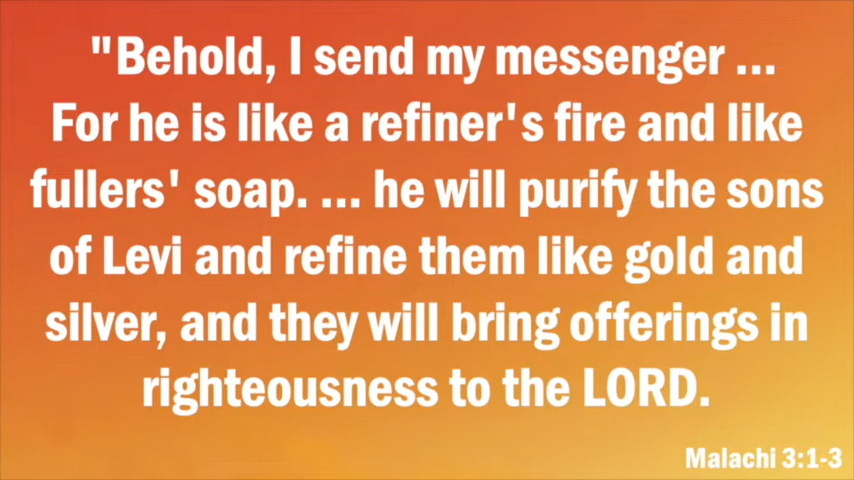 "Behold, I send my messenger ...
For he is like a refiner's fire and like
fullers' soap. ... he will purify the sons
of Levi and refine them like gold and
silver, and they will bring offerings in
righteousness to the LORD.
Malachi 3:1-3